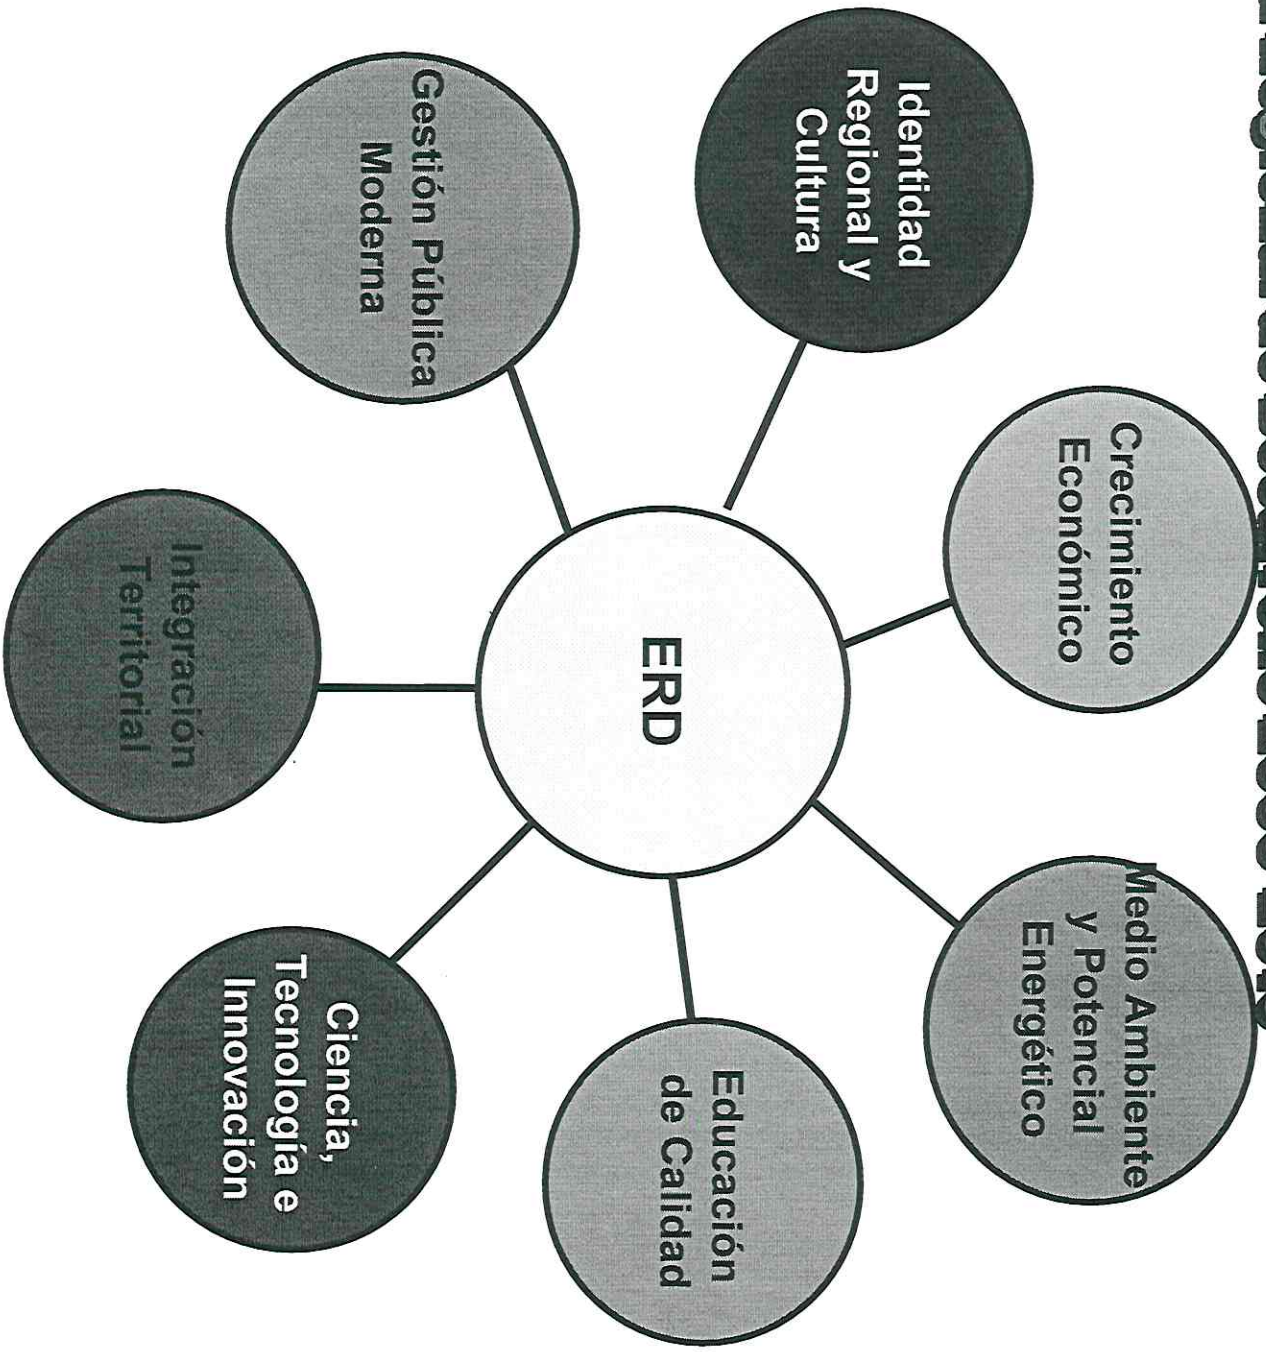 Crecimiento
Económico
Medio Ambiente
y Potencial
Energético
Identidad
Regional y
Cultura
ERD
Educación
de Calidad
Gestión Pública
Moderna
Ciencia,
Tecnología e
Innovación
Integración
Territorial